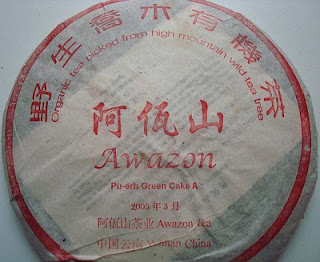 野生喬木有機茶
Organic tea picked from high mountain wild tea tree
阿佤山
Awazon
Pu-erh Green Cake A
2005年3月
阿佤山茶业 Awazon tea
中国云南 Yunnan China